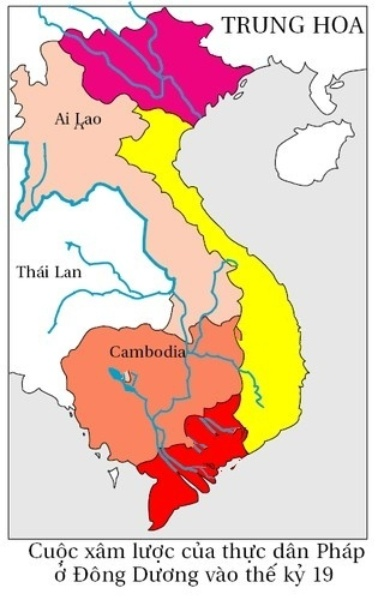 TRUNG HOA
Ai Lao
Thái Lan
Cambodia
Cuộc xâm lược của thực dân Pháp
ở Đông Dương vào thế kỷ 19